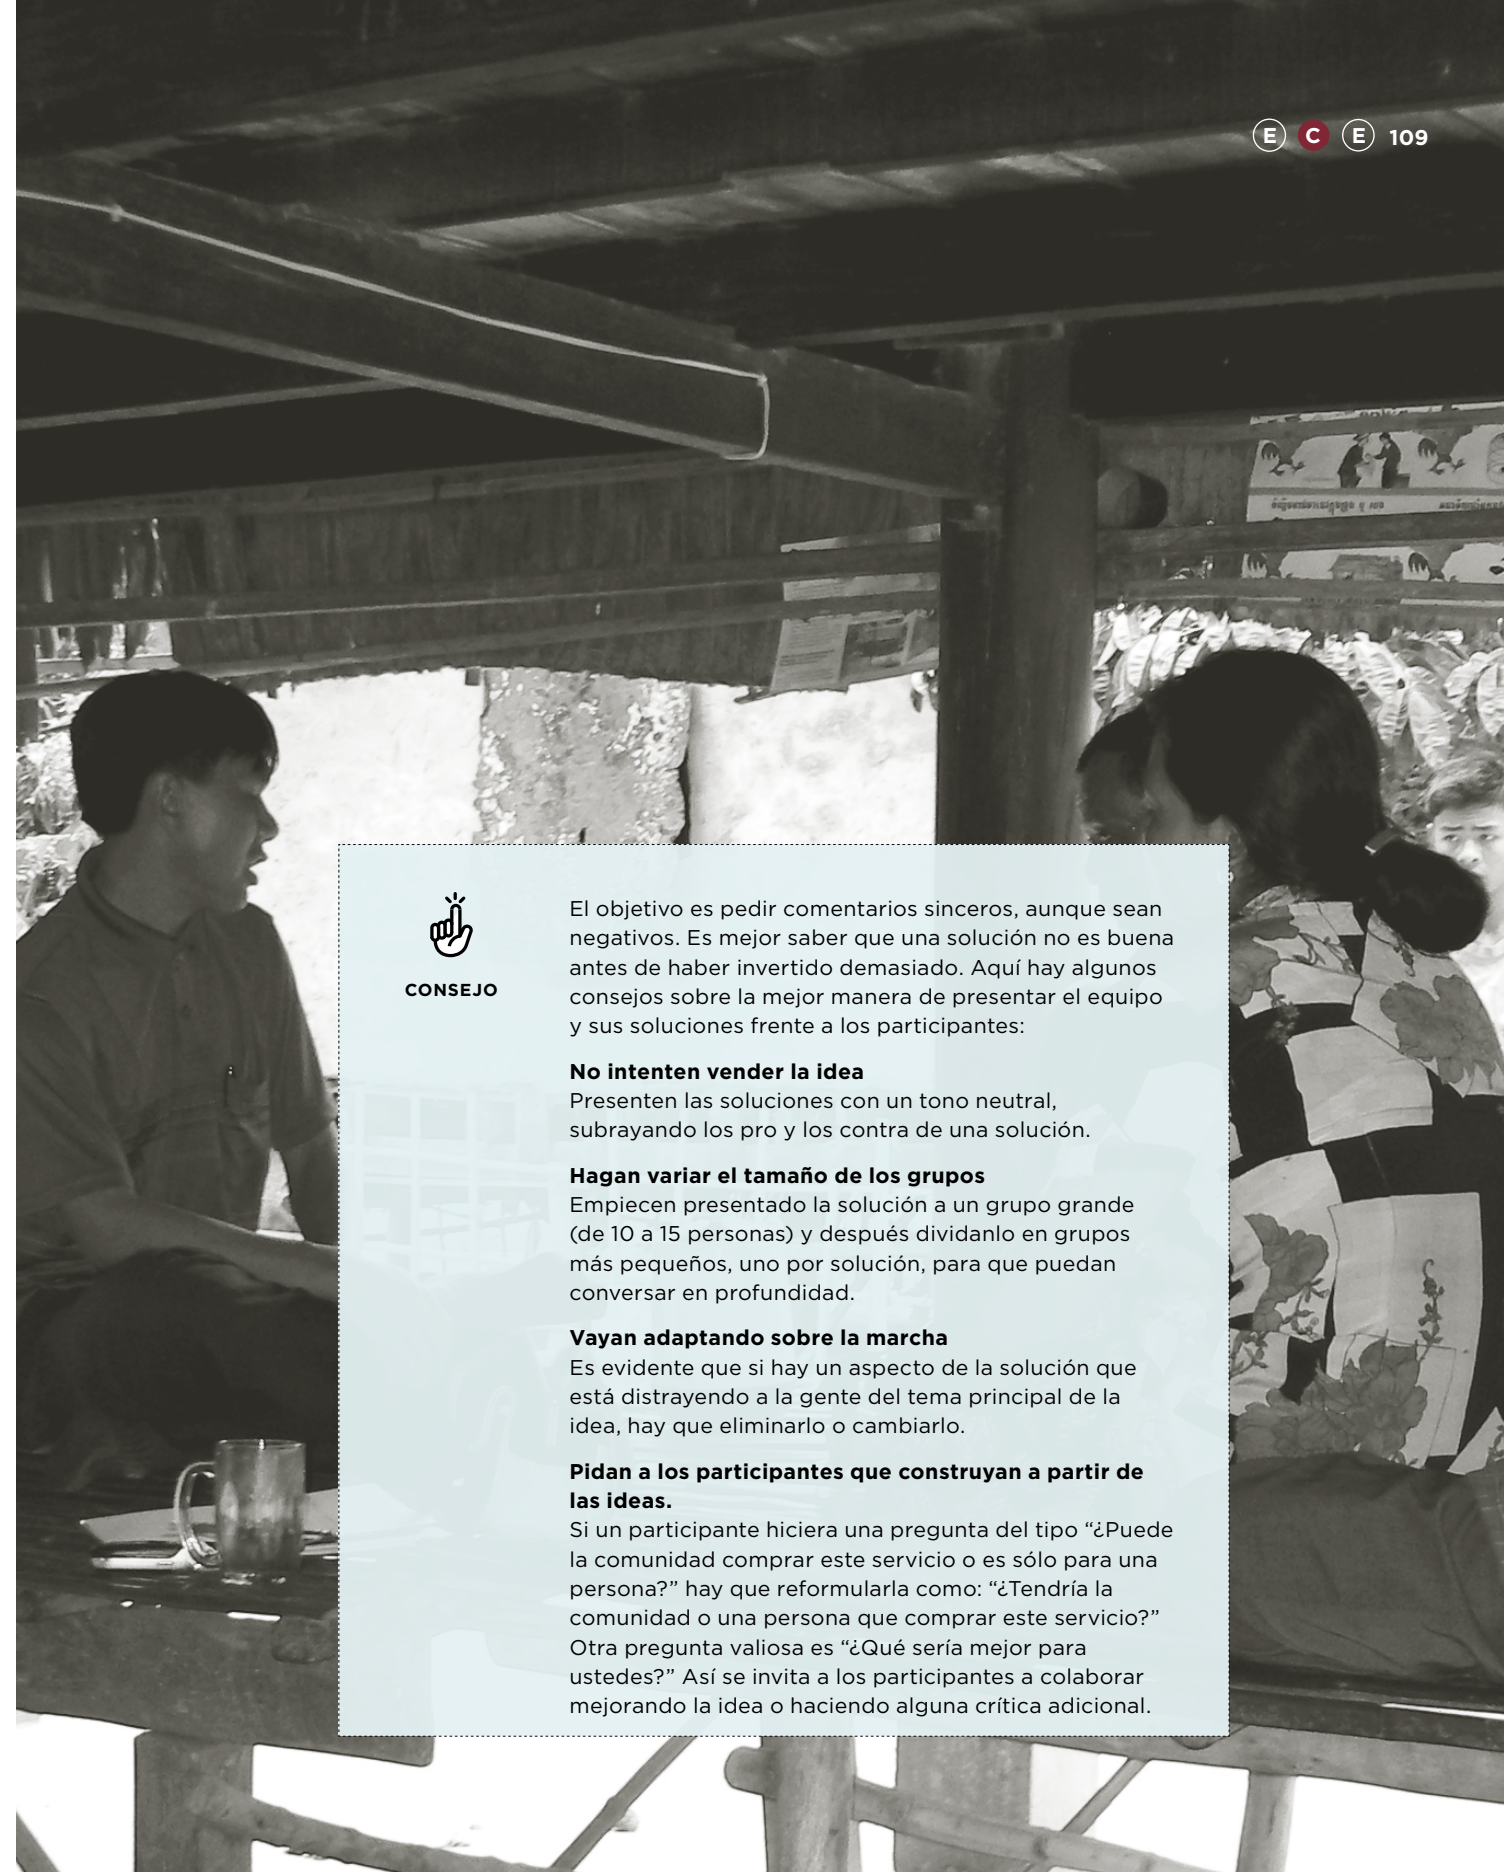 E C E 109
CONSEJO
El objetivo es pedir comentarios sinceros, aunque sean
negativos. Es mejor saber que una solución no es buena
antes de haber invertido demasiado. Aquí hay algunos
consejos sobre la mejor manera de presentar el equipo
y sus soluciones frente a los participantes:
No intenten vender la idea
Presenten las soluciones con un tono neutral,
subrayando los pro y los contra de una solución.
Hagan variar el tamaño de los grupos
Empiecen presentado la solución a un grupo grande
(de 10 a 15 personas) y después dividanlo en grupos
más pequeños, uno por solución, para que puedan
conversar en profundidad.
Vayan adaptando sobre la marcha
Es evidente que si hay un aspecto de la solución que
está distrayendo a la gente del tema principal de la
idea, hay que eliminarlo o cambiarlo.
Pidan a los participantes que construyan a partir de
las ideas.
Si un participante hiciera una pregunta del tipo “¿Puede
la comunidad comprar este servicio o es sólo para una
persona?” hay que reformularla como: “¿Tendría la
comunidad o una persona que comprar este servicio?”
Otra pregunta valiosa es “¿Qué sería mejor para
ustedes?” Así se invita a los participantes a colaborar
mejorando la idea o haciendo alguna crítica adicional.